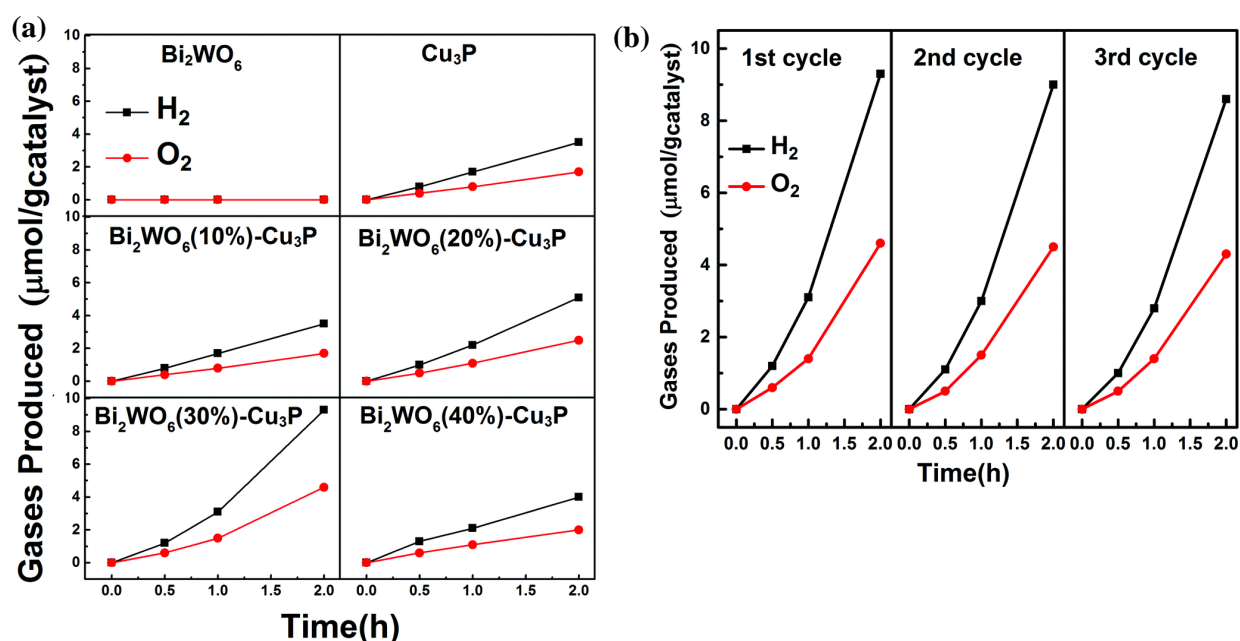 (a)
Gases Produced (μmol/gcatalyst)
10
8
6
4
2
0
Bi₂WO₆
H₂
O₂
Cu₃P
10
8
6
4
2
0
Bi₂WO₆(10%)-Cu₃P
Bi₂WO₆(20%)-Cu₃P
10
8
6
4
2
0
Bi₂WO₆(30%)-Cu₃P
Bi₂WO₆(40%)-Cu₃P
0.0 0.5 1.0 1.5 2.0 0.0 0.5 1.0 1.5 2.0
Time(h)
(b)
Gases Produced (μmol/gcatalyst)
10
8
6
4
2
0
1st cycle 2nd cycle 3rd cycle
H₂
O₂
0.0 0.5 1.0 1.5 2.0 0.0 0.5 1.0 1.5 2.0 0.0 0.5 1.0 1.5 2.0
Time(h)